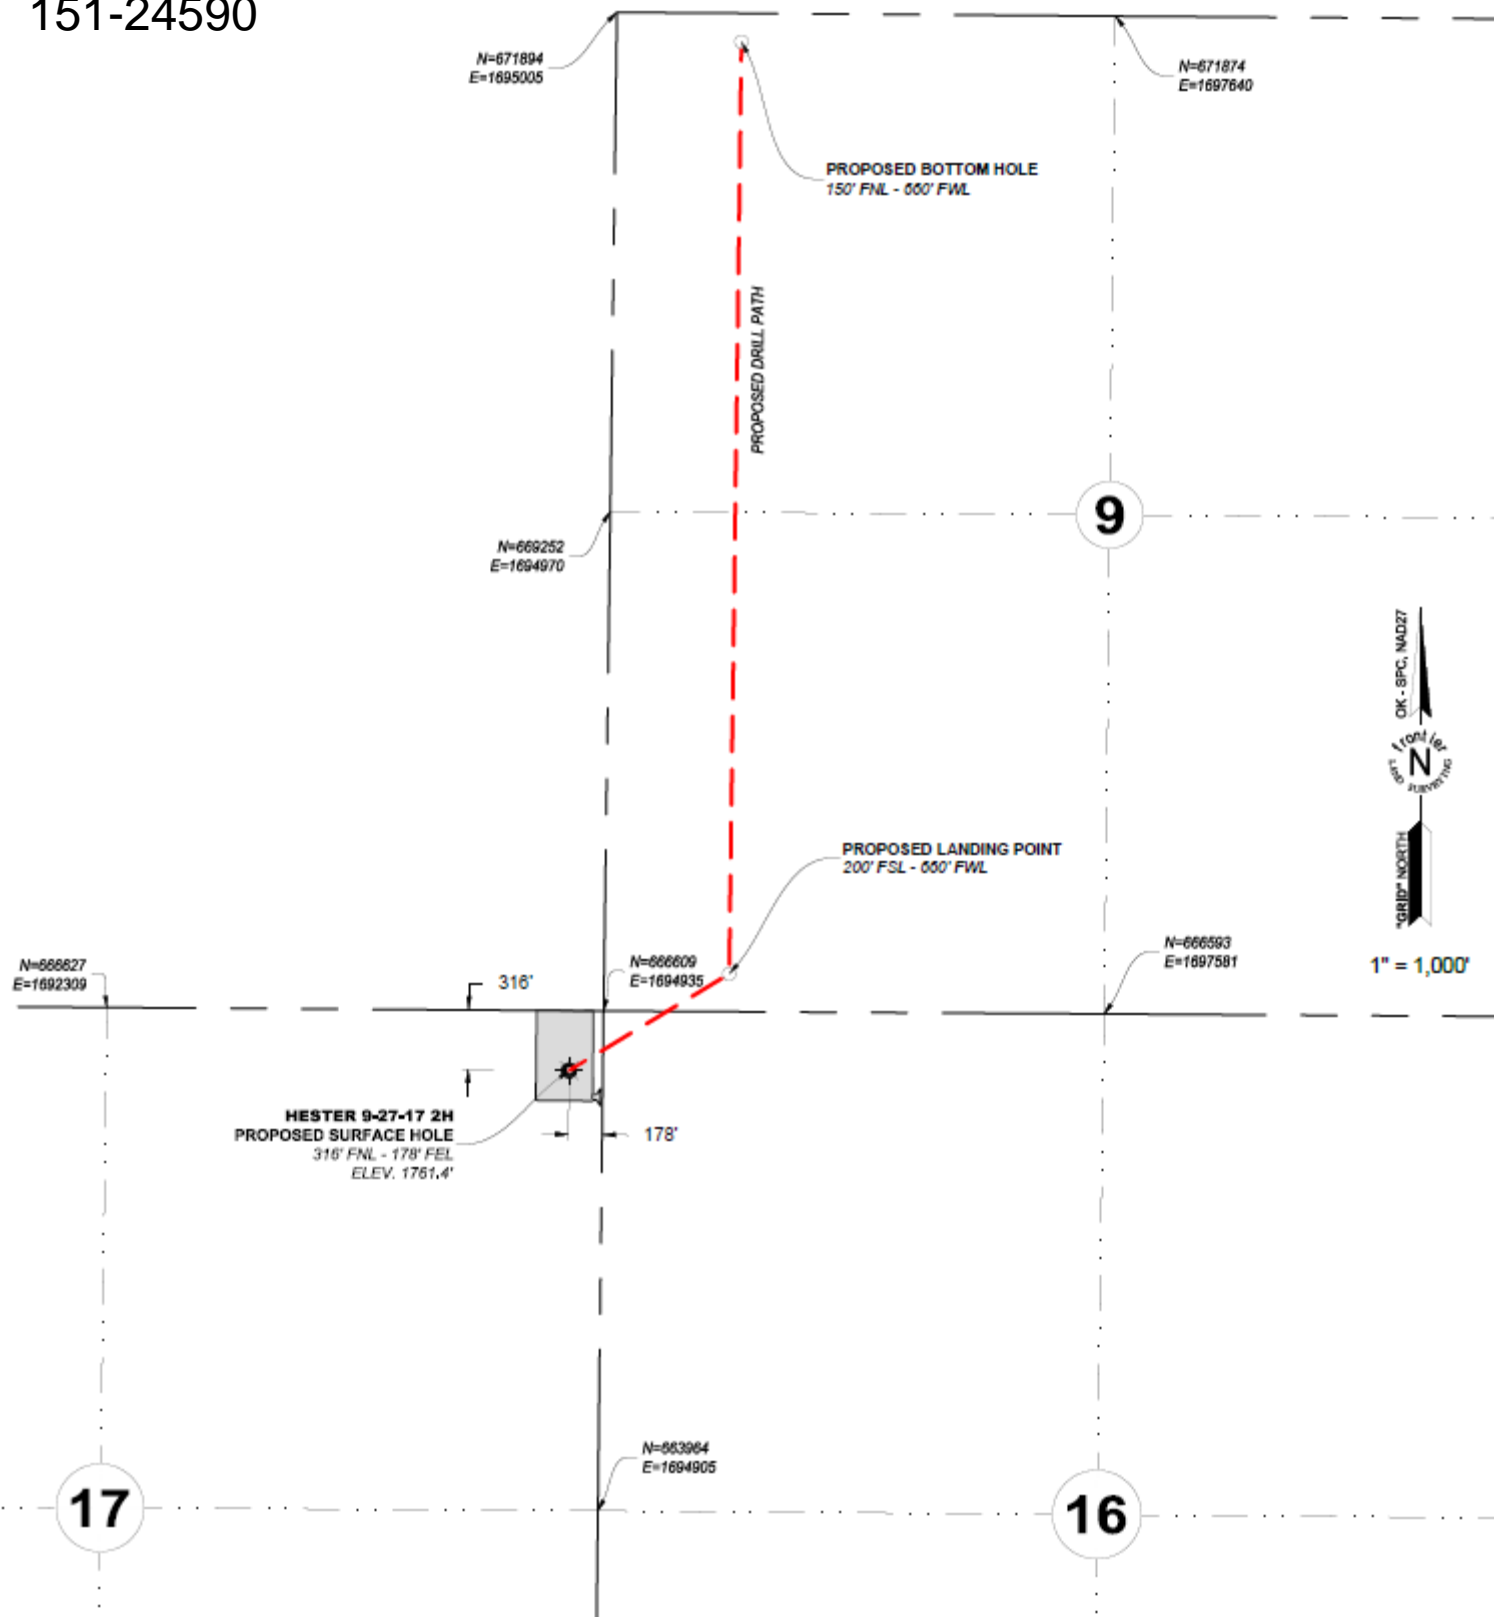 151-24590
N=671894
E=1695005
N=671874
E=1697640
PROPOSED BOTTOM HOLE
150' FNL - 660' FWL
PROPOSED DRILL PATH
9
N=669252
E=1694970
OK - SPC, NAD27
frontier
N
LAND SURVEYING
"GRID" NORTH
1" = 1,000'
PROPOSED LANDING POINT
200' FSL - 660' FWL
N=666627
E=1692309
316'
N=666609
E=1694935
N=666593
E=1697581
HESTER 9-27-17 2H
PROPOSED SURFACE HOLE
316' FNL - 178' FEL
ELEV. 1761.4'
178'
N=663964
E=1694905
17
16